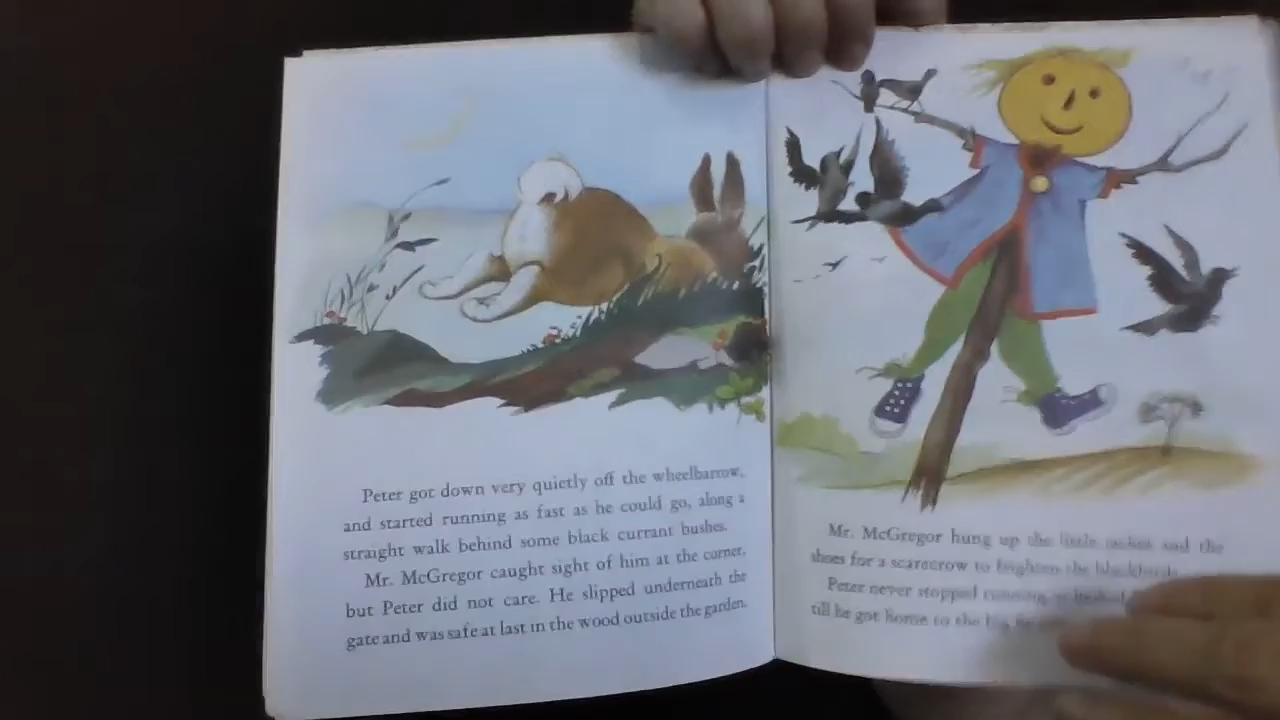 Peter got down very quietly off the wheelbarrow,
and started running as fast as he could go, along a
straight walk behind some black currant bushes.
Mr. McGregor caught sight of him at the corner,
but Peter did not care. He slipped underneath the
gate and was safe at last in the wood outside the garden.
Mr. McGregor hung up the little jacket and the
shoes for a scarecrow to frighten the blackbirds.
Peter never stopped running or looked
till he got home to the big